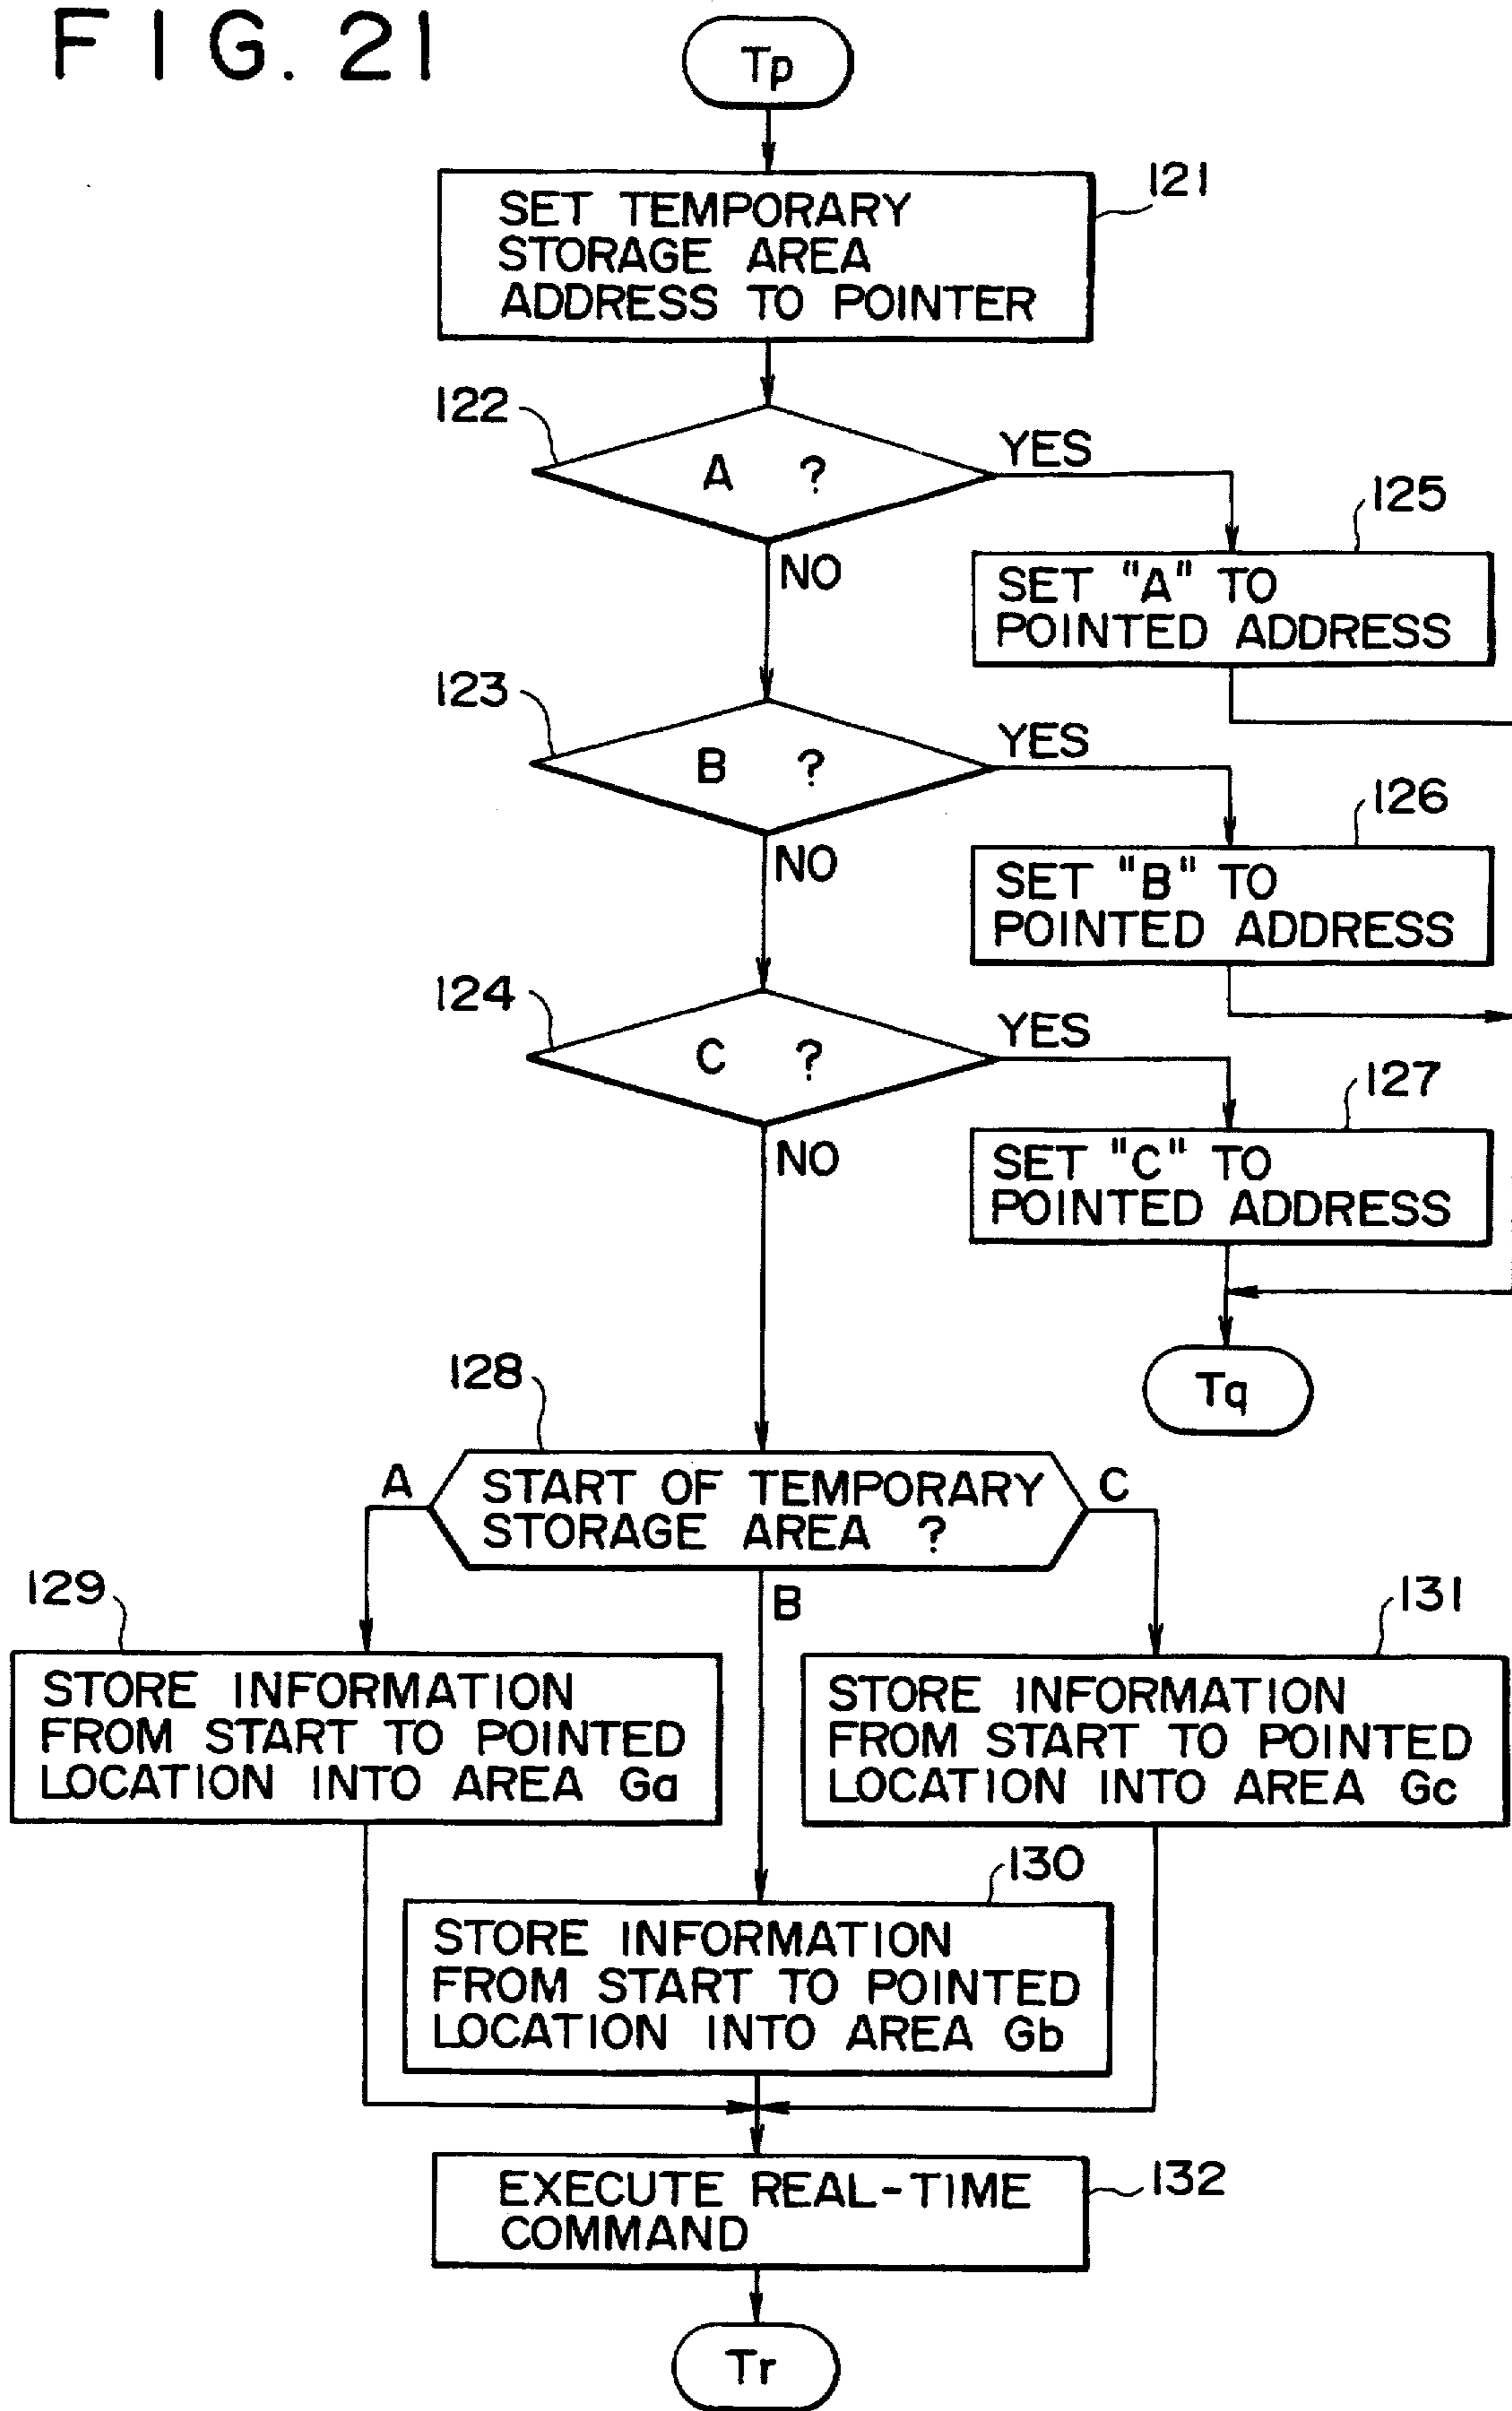 FIG. 21
Tp
121
SET TEMPORARY
STORAGE AREA
ADDRESS TO POINTER
122
A ?
YES
NO
125
SET "A" TO
POINTED ADDRESS
123
B ?
YES
NO
126
SET "B" TO
POINTED ADDRESS
124
C ?
YES
NO
127
SET "C" TO
POINTED ADDRESS
Tq
128
A
START OF TEMPORARY
STORAGE AREA ?
C
B
129
STORE INFORMATION
FROM START TO POINTED
LOCATION INTO AREA Ga
131
STORE INFORMATION
FROM START TO POINTED
LOCATION INTO AREA Gc
130
STORE INFORMATION
FROM START TO POINTED
LOCATION INTO AREA Gb
132
EXECUTE REAL-TIME
COMMAND
Tr